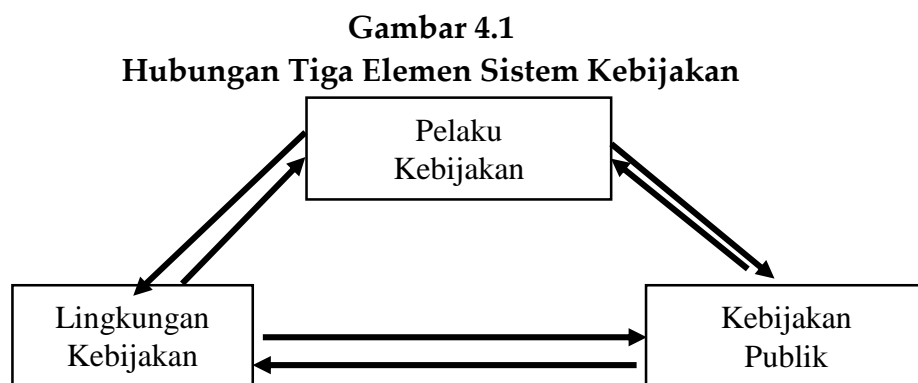 Gambar 4.1
Hubungan Tiga Elemen Sistem Kebijakan
Pelaku
Kebijakan
Lingkungan
Kebijakan
Kebijakan
Publik